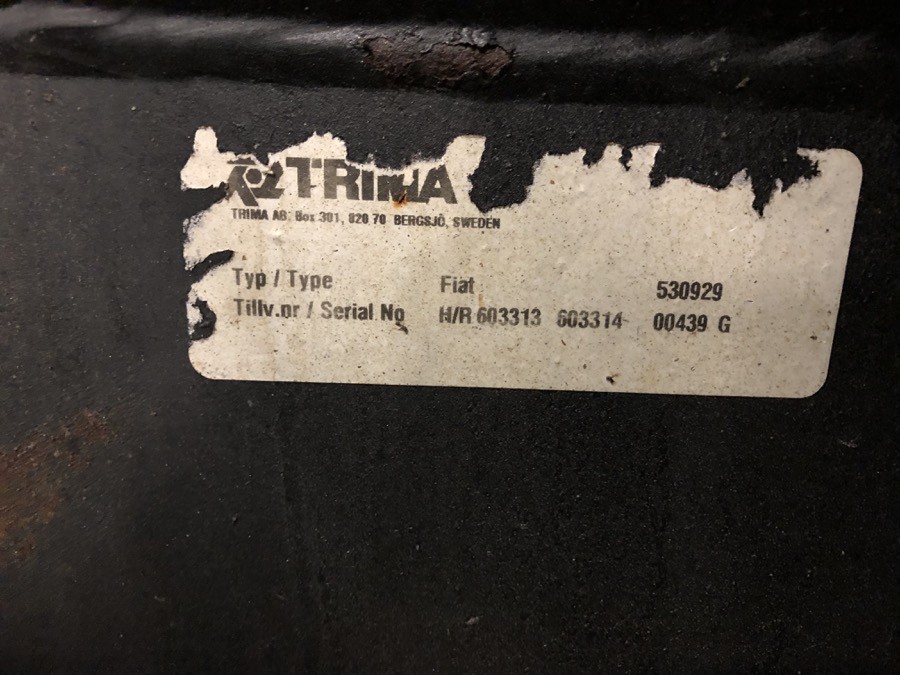 TRIMA
TRIMA AB, Box 301, 820 70 BERGSJÖ, SWEDEN
Typ / Type Fiat 530929
Tillv.nr / Serial No H/R 603313 603314 00439 G